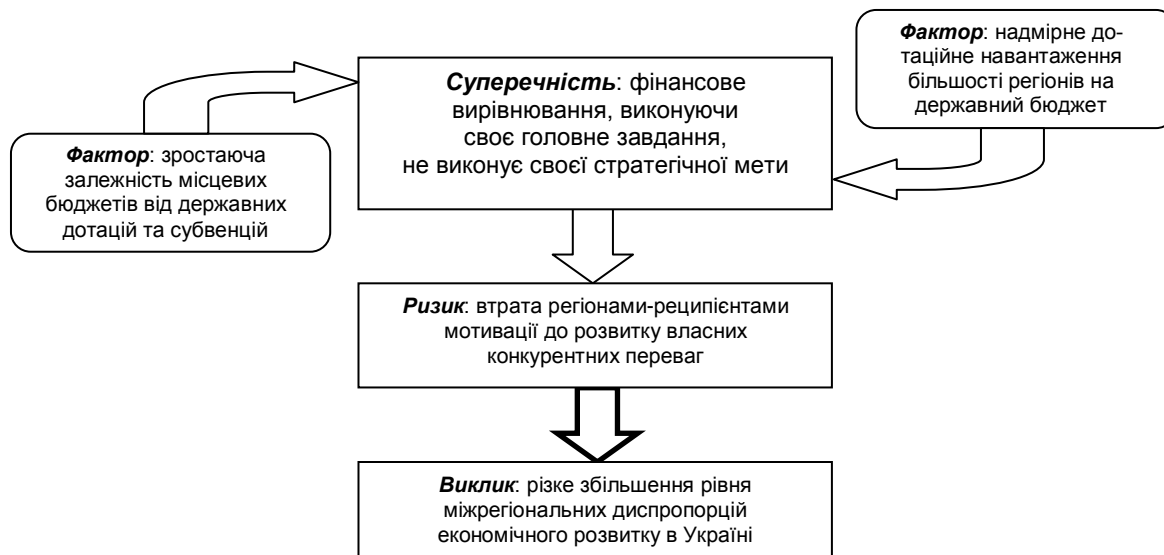 Фактор: надмірне до-
таційне навантаження
більшості регіонів на
державний бюджет
Суперечність: фінансове
вирівнювання, виконуючи
своє головне завдання,
не виконує своєї стратегічної мети
Фактор: зростаюча
залежність місцевих
бюджетів від державних
дотацій та субвенцій
Ризик: втрата регіонами-реципієнтами
мотивації до розвитку власних
конкурентних переваг
Виклик: різке збільшення рівня
міжрегіональних диспропорцій
економічного розвитку в Україні